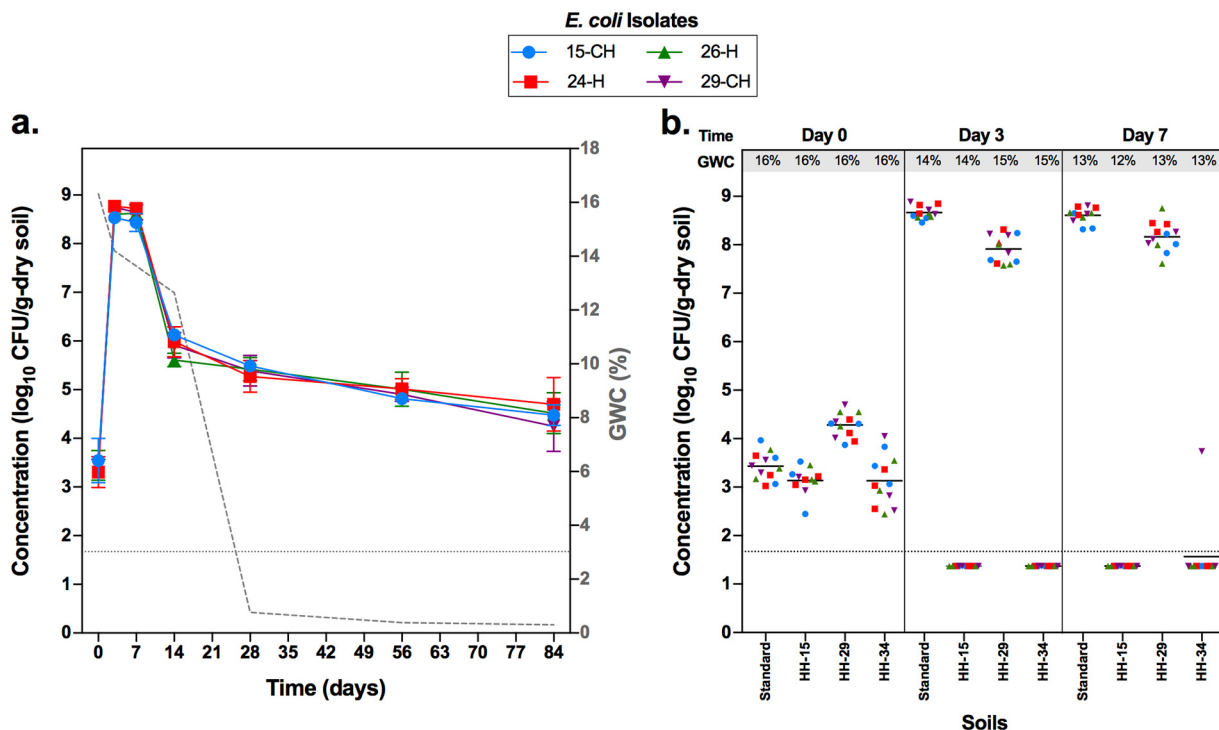 E. coli Isolates
15-CH 26-H
24-H 29-CH
a.
Concentration (log10 CFU/g-dry soil)
9
8
7
6
5
4
3
2
1
0
18
16
14
12
10
8
6
4
2
0
GWC (%)
0 7 14 21 28 35 42 49 56 63 70 77 84
Time (days)
b.
Time Day 0 Day 3 Day 7
GWC 16% 16% 16% 16% 14% 14% 15% 15% 13% 12% 13% 13%
Concentration (log10 CFU/g-dry soil)
9
8
7
6
5
4
3
2
1
0
Standard HH-15 HH-29 HH-34 Standard HH-15 HH-29 HH-34 Standard HH-15 HH-29 HH-34
Soils